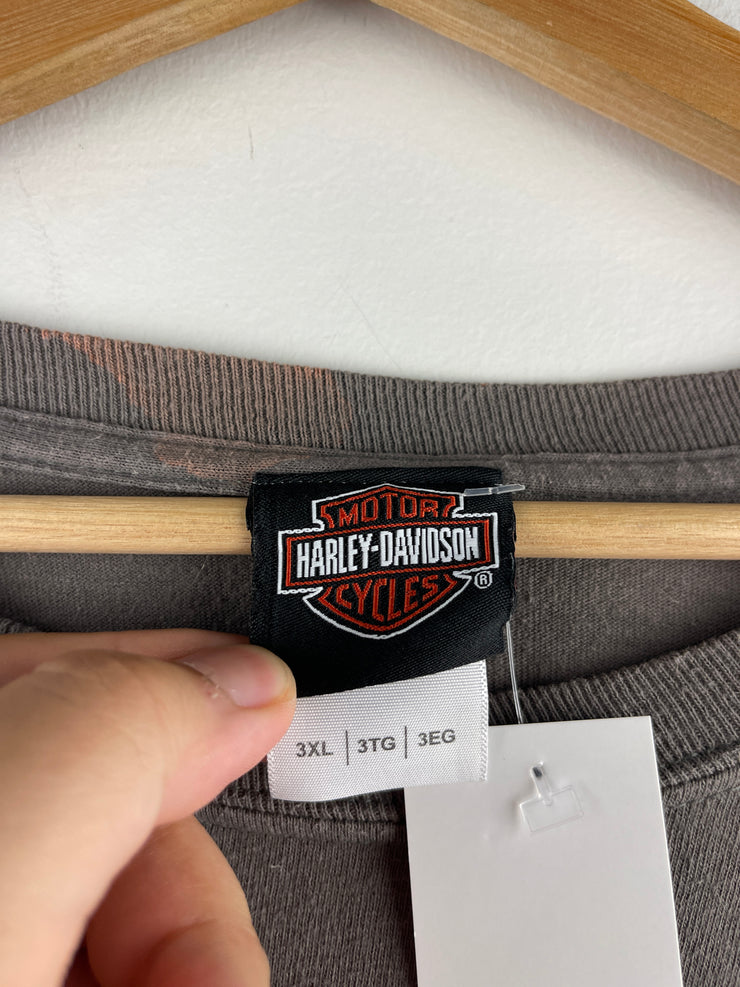 MOTOR
HARLEY-DAVIDSON
CYCLES ®
3XL | 3TG | 3EG